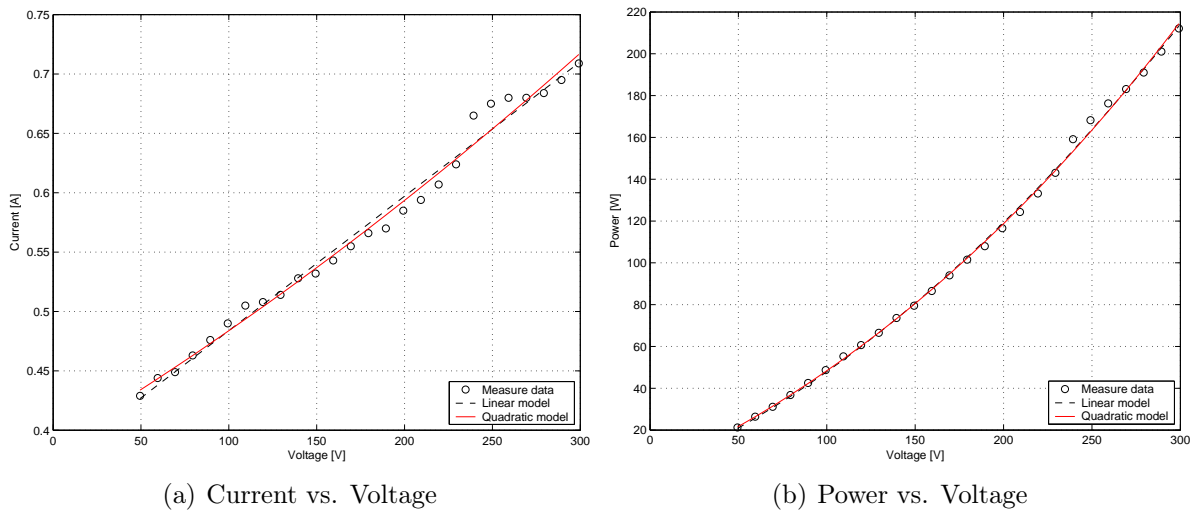 0.75
0.7
0.65
0.6
0.55
0.5
0.45
0.4
Current [A]
0 50 100 150 200 250 300
Voltage [V]
Measure data
Linear model
Quadratic model
(a) Current vs. Voltage
220
200
180
160
140
120
100
80
60
40
20
Power [W]
0 50 100 150 200 250 300
Voltage [V]
Measure data
Linear model
Quadratic model
(b) Power vs. Voltage